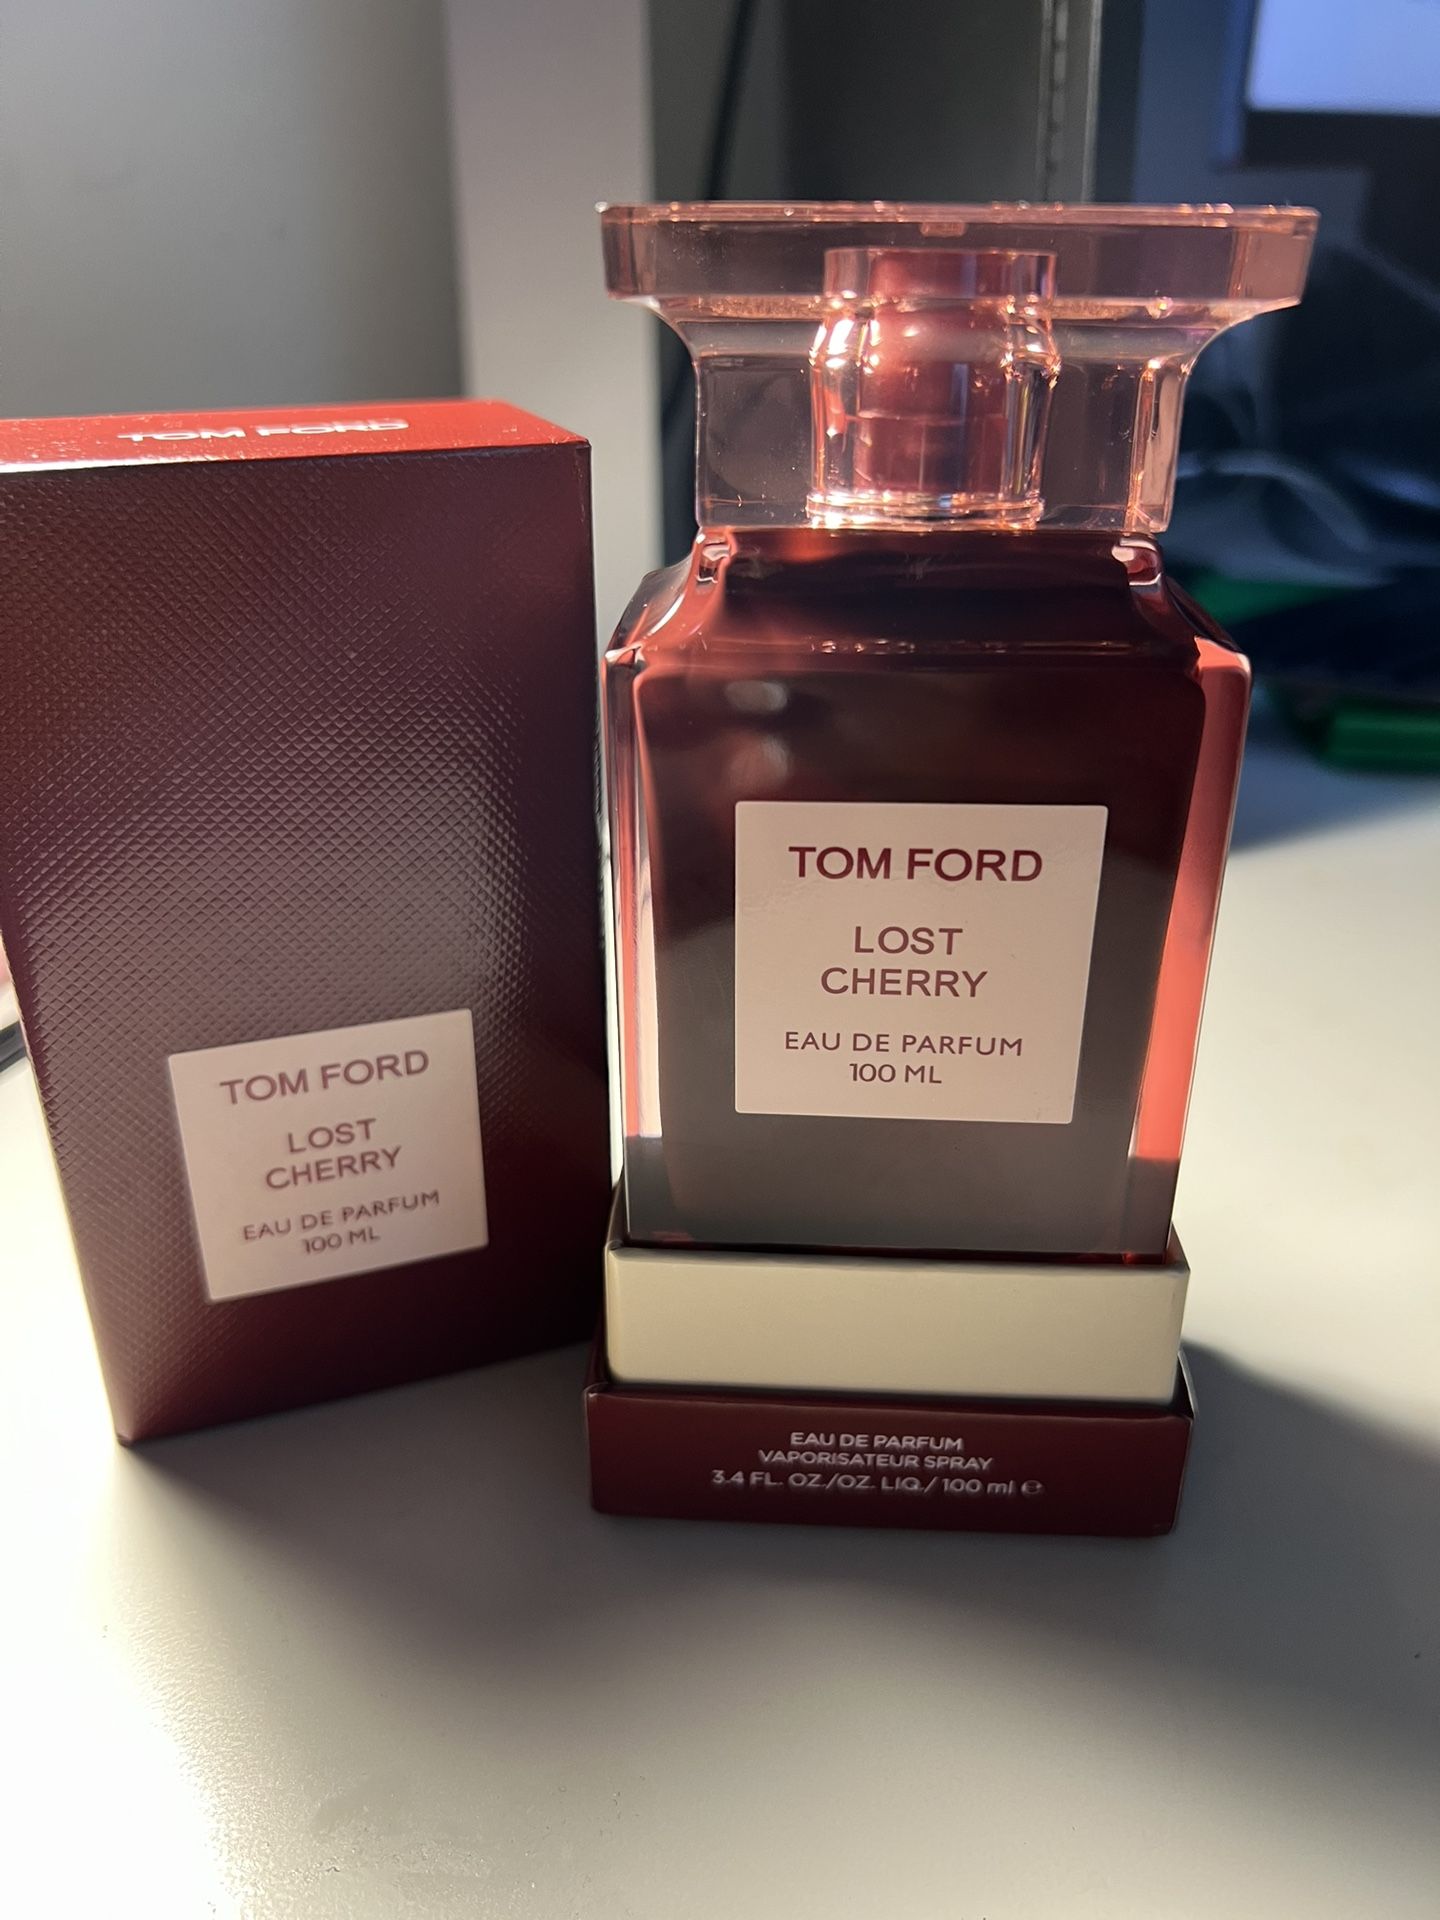 TOM FORD
TOM FORD
LOST
CHERRY
EAU DE PARFUM
100 ML
TOM FORD
LOST
CHERRY
EAU DE PARFUM
100 ML
EAU DE PARFUM
VAPORISATEUR SPRAY
3.4 FL. OZ./OZ. LIQ./100 ml ℮